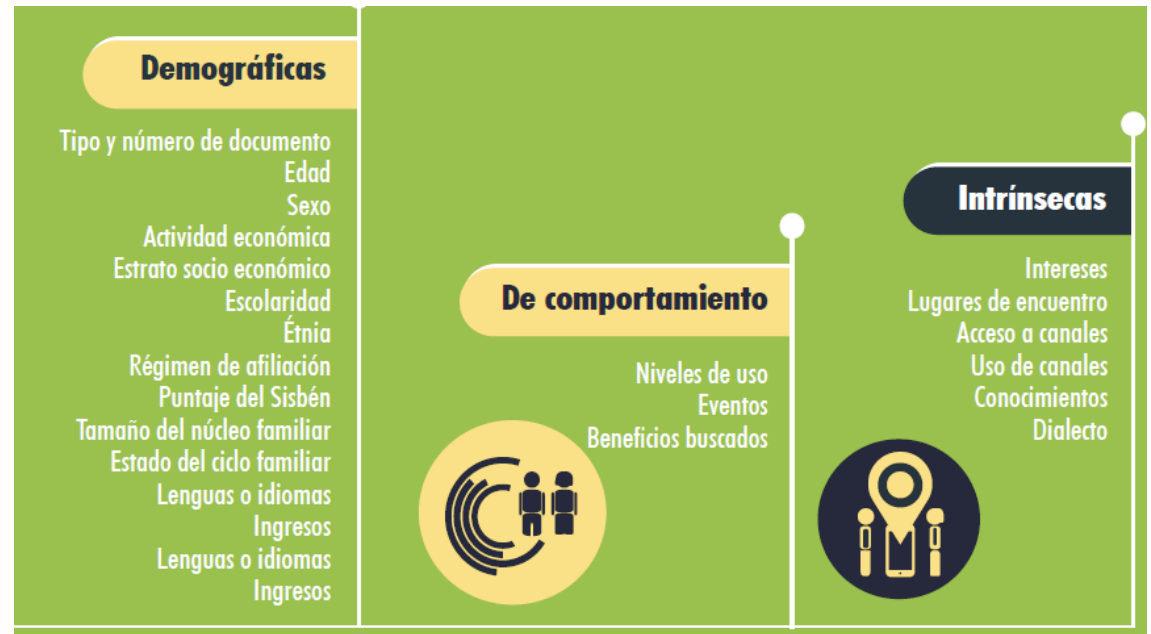 Demográficas
Tipo y número de documento
Edad
Sexo
Actividad económica
Estrato socio económico
Escolaridad
Étnia
Régimen de afiliación
Puntaje del Sisbén
Tamaño del núcleo familiar
Estado del ciclo familiar
Lenguas o idiomas
Ingresos
Lenguas o idiomas
Ingresos
De comportamiento
Niveles de uso
Eventos
Beneficios buscados
Intrínsecas
Intereses
Lugares de encuentro
Acceso a canales
Uso de canales
Conocimientos
Dialecto